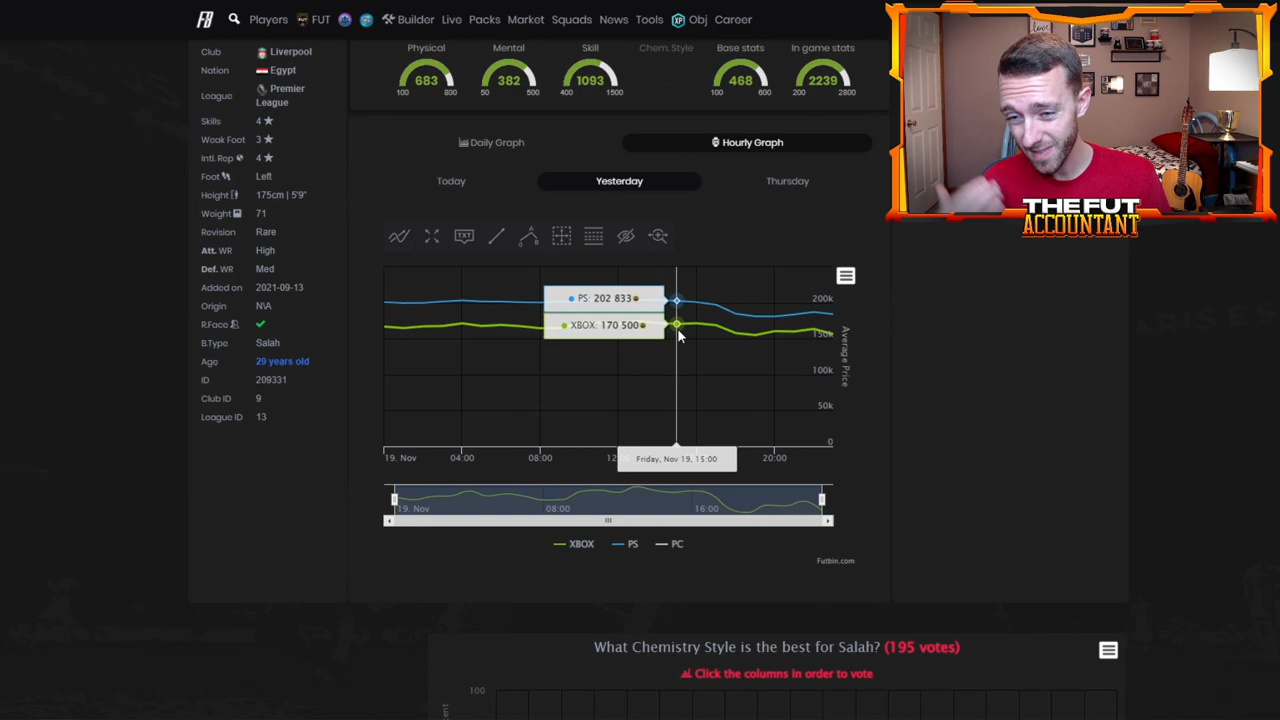 FB Players FUT Builder Live Packs Market Squads News Tools XP Obj Career
Club Liverpool
Nation Egypt
League Premier League
Skills 4
Weak Foot 3
Intl. Rep 4
Foot Left
Height 175cm | 5'9"
Weight 71
Revision Rare
Att. WR High
Def. WR Med
Added on 2021-09-13
Origin N\A
R.Face
B.Type Salah
Age 29 years old
ID 209331
Club ID 9
League ID 13
Physical Mental Skill Chem. Style Base stats In game stats
683 382 1093 468 2239
100 800 50 500 400 1500 100 600 200 2800
Daily Graph Hourly Graph
Today Yesterday Thursday
TXT
PS: 202 833
XBOX: 170 500
200k
150k
100k
50k
0
Average Price
19. Nov 04:00 08:00 12 20:00
Friday, Nov 19, 15:00
19. Nov 08:00 16:00
XBOX PS PC
Futbin.com
What Chemistry Style is the best for Salah? (195 votes)
Click the columns in order to vote
100
THE FUT
ACCOUNTANT